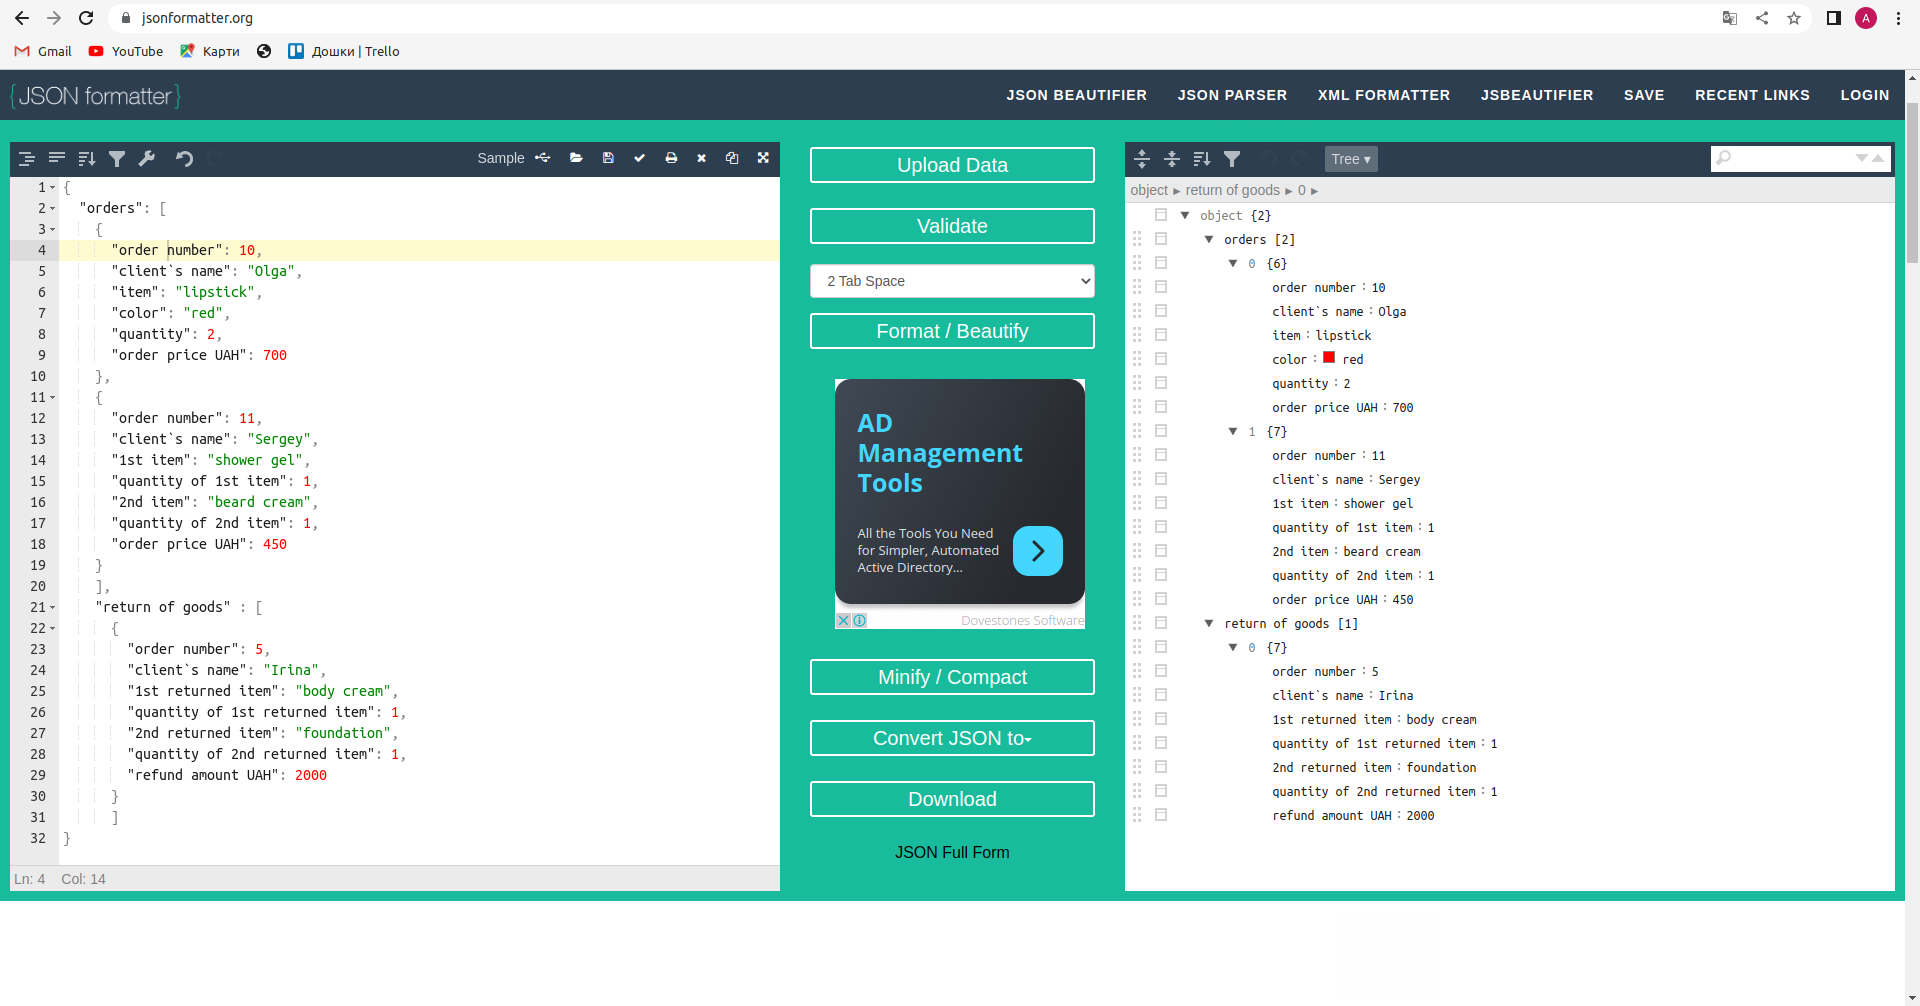 jsonformatter.org
A
Gmail
YouTube
Карти
Дошки | Trello
{JSON formatter}
JSON BEAUTIFIER
JSON PARSER
XML FORMATTER
JSBEAUTIFIER
SAVE
RECENT LINKS
LOGIN
Sample
1 {
2 "orders": [
3 {
4 "order number": 10,
5 "client`s name": "Olga",
6 "item": "lipstick",
7 "color": "red",
8 "quantity": 2,
9 "order price UAH": 700
10 },
11 {
12 "order number": 11,
13 "client`s name": "Sergey",
14 "1st item": "shower gel",
15 "quantity of 1st item": 1,
16 "2nd item": "beard cream",
17 "quantity of 2nd item": 1,
18 "order price UAH": 450
19 }
20 ],
21 "return of goods" : [
22 {
23 "order number": 5,
24 "client`s name": "Irina",
25 "1st returned item": "body cream",
26 "quantity of 1st returned item": 1,
27 "2nd returned item": "foundation",
28 "quantity of 2nd returned item": 1,
29 "refund amount UAH": 2000
30 }
31 ]
32 }
Ln: 4 Col: 14
Upload Data
Validate
2 Tab Space
Format / Beautify
AD
Management
Tools
All the Tools You Need
for Simpler, Automated
Active Directory...
Dovestones Software
Minify / Compact
Convert JSON to
Download
JSON Full Form
Tree ▾
object ► return of goods ► 0 ►
object {2}
orders [2]
0 {6}
order number : 10
client`s name : Olga
item : lipstick
color : red
quantity : 2
order price UAH : 700
1 {7}
order number : 11
client`s name : Sergey
1st item : shower gel
quantity of 1st item : 1
2nd item : beard cream
quantity of 2nd item : 1
order price UAH : 450
return of goods [1]
0 {7}
order number : 5
client`s name : Irina
1st returned item : body cream
quantity of 1st returned item : 1
2nd returned item : foundation
quantity of 2nd returned item : 1
refund amount UAH : 2000